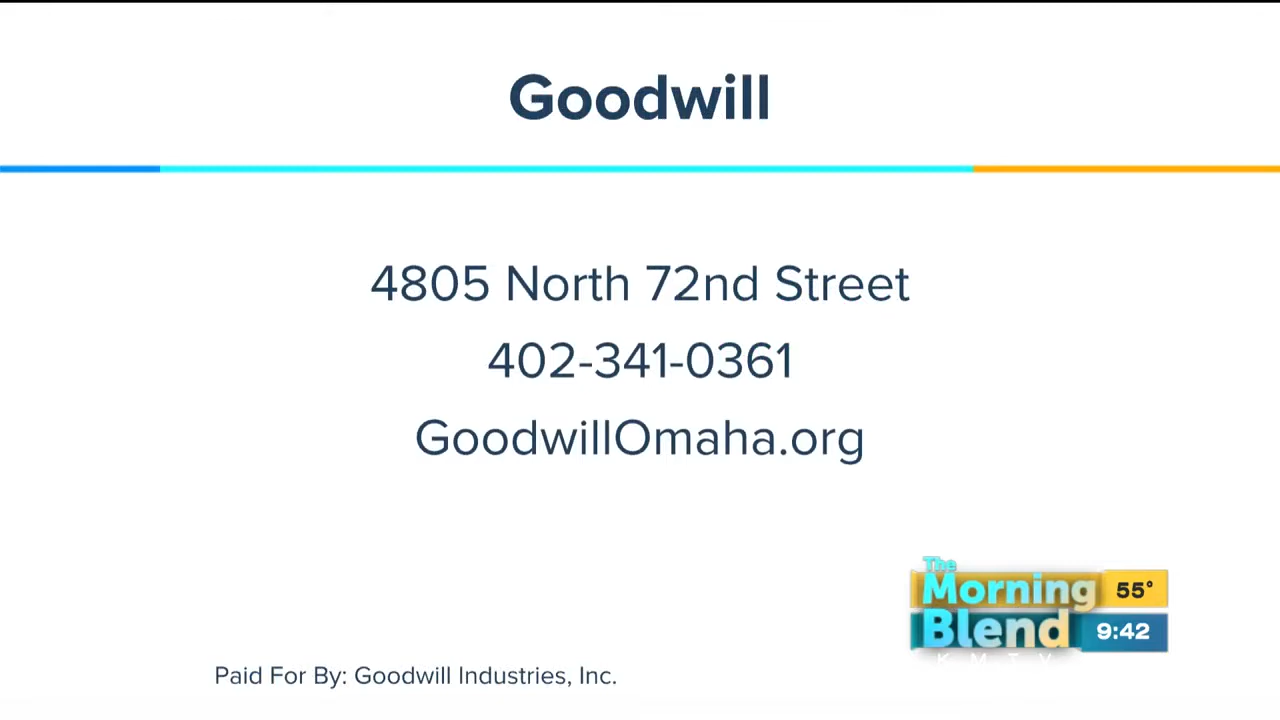 Goodwill
4805 North 72nd Street
402-341-0361
GoodwillOmaha.org
The
Morning
55°
Blend
9:42
KMTV
Paid For By: Goodwill Industries, Inc.